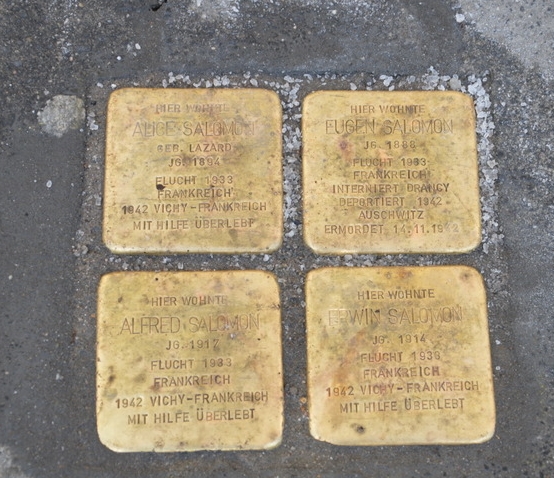 HIER WOHNTE
ALICE SALOMON
GEB. LAZARD
JG. 1894
FLUCHT 1933
FRANKREICH
1942 VICHY-FRANKREICH
MIT HILFE ÜBERLEBT
HIER WOHNTE
EUGEN SALOMON
JG. 1888
FLUCHT 1933
FRANKREICH
INTERNIERT DRANCY
DEPORTIERT 1942
AUSCHWITZ
ERMORDET 14.11.1942
HIER WOHNTE
ALFRED SALOMON
JG. 1917
FLUCHT 1933
FRANKREICH
1942 VICHY-FRANKREICH
MIT HILFE ÜBERLEBT
HIER WOHNTE
ERWIN SALOMON
JG. 1914
FLUCHT 1933
FRANKREICH
1942 VICHY-FRANKREICH
MIT HILFE ÜBERLEBT